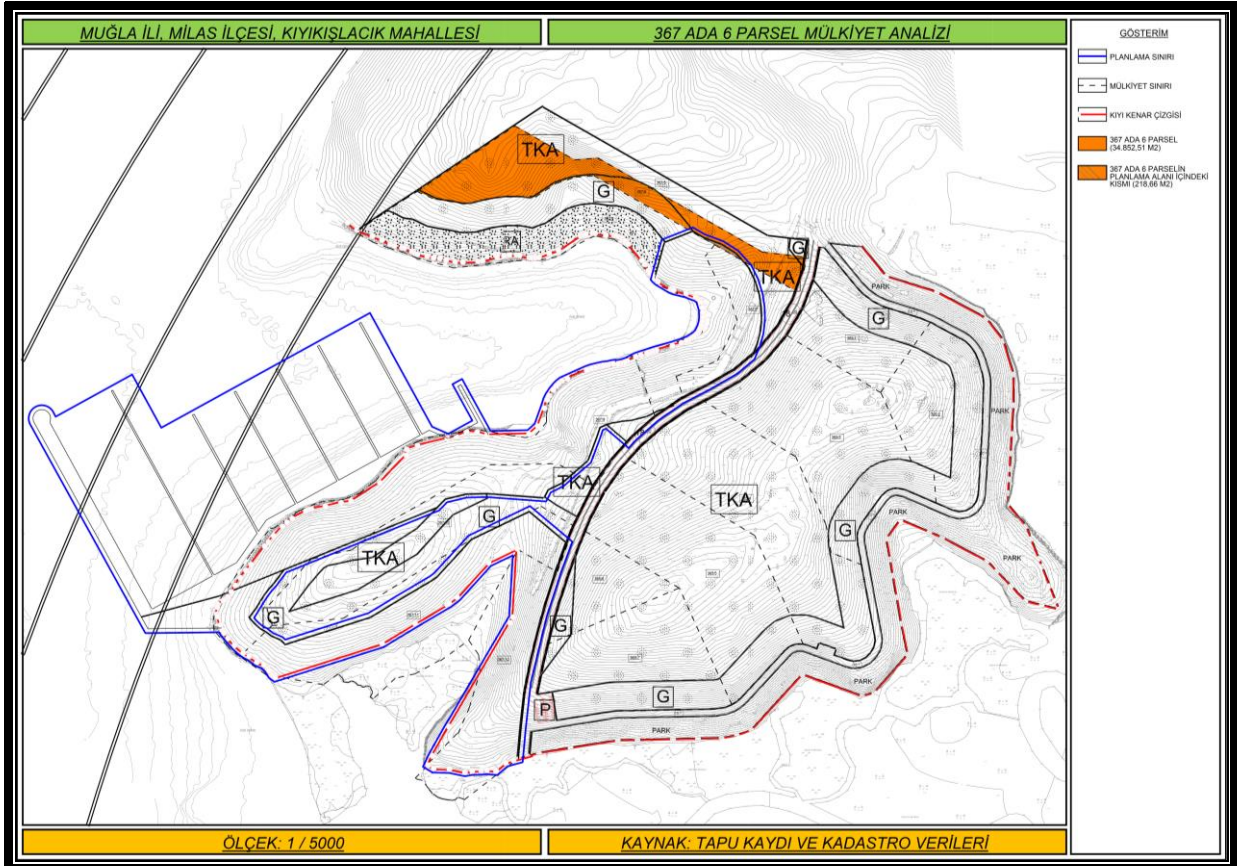 MUĞLA İLİ, MİLAS İLÇESİ, KIYIKIŞLACIK MAHALLESİ
367 ADA 6 PARSEL MÜLKİYET ANALİZİ
GÖSTERİM
PLANLAMA SINIRI
MÜLKİYET SINIRI
KIYI KENAR ÇİZGİSİ
367 ADA 6 PARSEL
(34.852,51 M2)
367 ADA 6 PARSELİN
PLANLAMA ALANI İÇİNDEKİ
KISMI (218,66 M2)
TKA
G
RA
G
TKA
PARK
G
PARK
TKA
TKA
G
PARK
G
TKA
PARK
G
G
G
P
PARK
PARK
ÖLÇEK: 1 / 5000
KAYNAK: TAPU KAYDI VE KADASTRO VERİLERİ